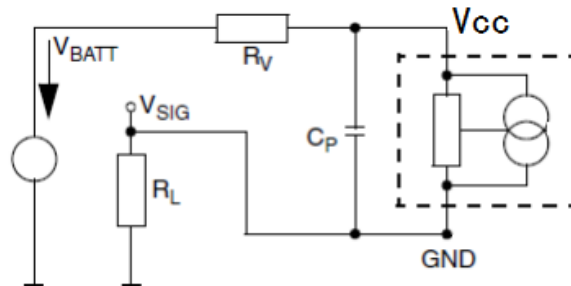 Vcc
VBATT
RV
VSIG
CP
RL
GND